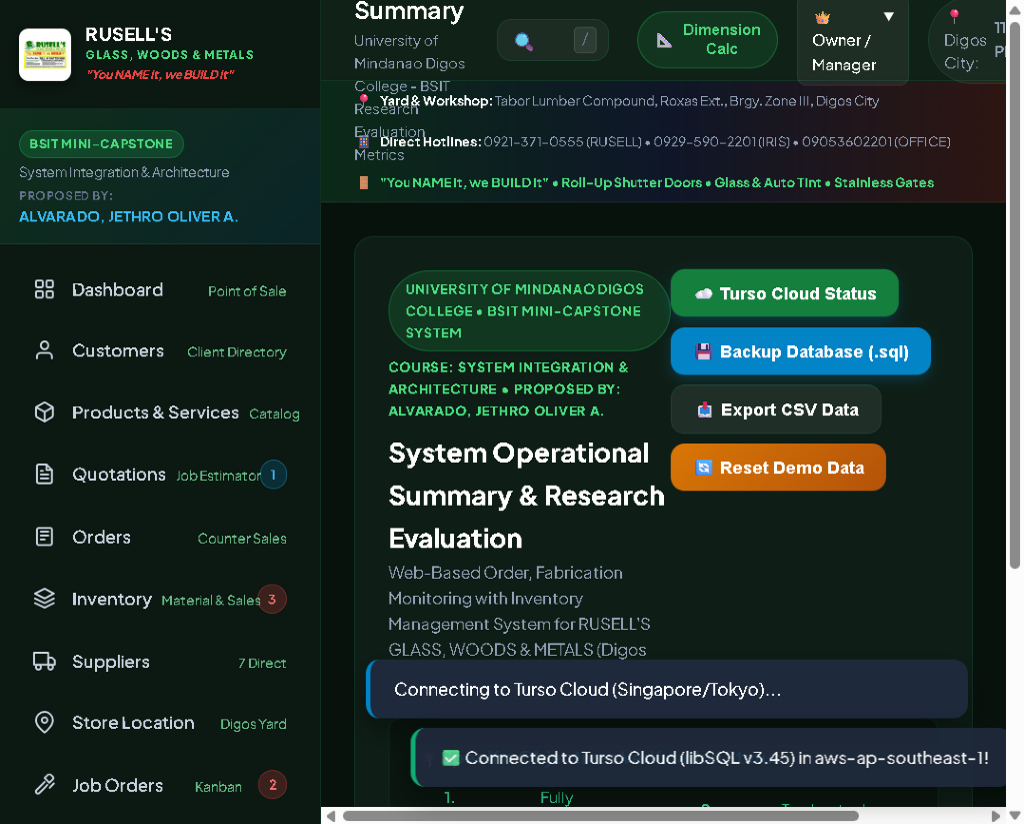 RUSELL'S
GLASS, WOODS & METALS
"You NAME It, we BUILD It"
BSIT MINI-CAPSTONE
System Integration & Architecture
PROPOSED BY:
ALVARADO, JETHRO OLIVER A.
Dashboard Point of Sale
Customers Client Directory
Products & Services Catalog
Quotations Job Estimator 1
Orders Counter Sales
Inventory Material & Sales 3
Suppliers 7 Direct
Store Location Digos Yard
Job Orders Kanban 2
Summary
University of
Mindanao Digos
College - BSIT
Research
Evaluation
Metrics
/
Dimension
Calc
Owner /
Manager
Digos
City:
Yard & Workshop: Tabor Lumber Compound, Roxas Ext., Brgy. Zone III, Digos City
Direct Hotlines: 0921-371-0555 (RUSELL) • 0929-590-2201 (IRIS) • 09053602201 (OFFICE)
"You NAME It, we BUILD It" • Roll-Up Shutter Doors • Glass & Auto Tint • Stainless Gates
UNIVERSITY OF MINDANAO DIGOS
COLLEGE • BSIT MINI-CAPSTONE
SYSTEM
COURSE: SYSTEM INTEGRATION &
ARCHITECTURE • PROPOSED BY:
ALVARADO, JETHRO OLIVER A.
System Operational
Summary & Research
Evaluation
Web-Based Order, Fabrication
Monitoring with Inventory
Management System for RUSELL'S
GLASS, WOODS & METALS (Digos
Turso Cloud Status
Backup Database (.sql)
Export CSV Data
Reset Demo Data
Connecting to Turso Cloud (Singapore/Tokyo)...
Connected to Turso Cloud (libSQL v3.45) in aws-ap-southeast-1!
1. Fully